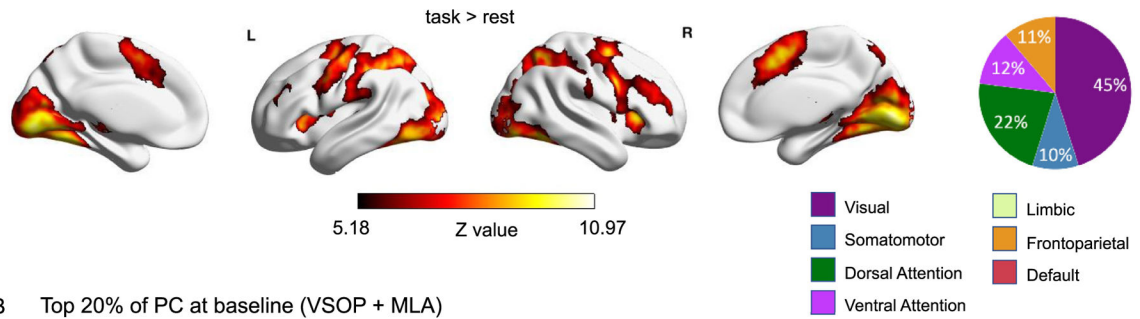 task > rest
L
R
11%
12%
45%
22%
10%
5.18 Z value 10.97
Visual
Somatomotor
Dorsal Attention
Ventral Attention
Limbic
Frontoparietal
Default
Top 20% of PC at baseline (VSOP + MLA)